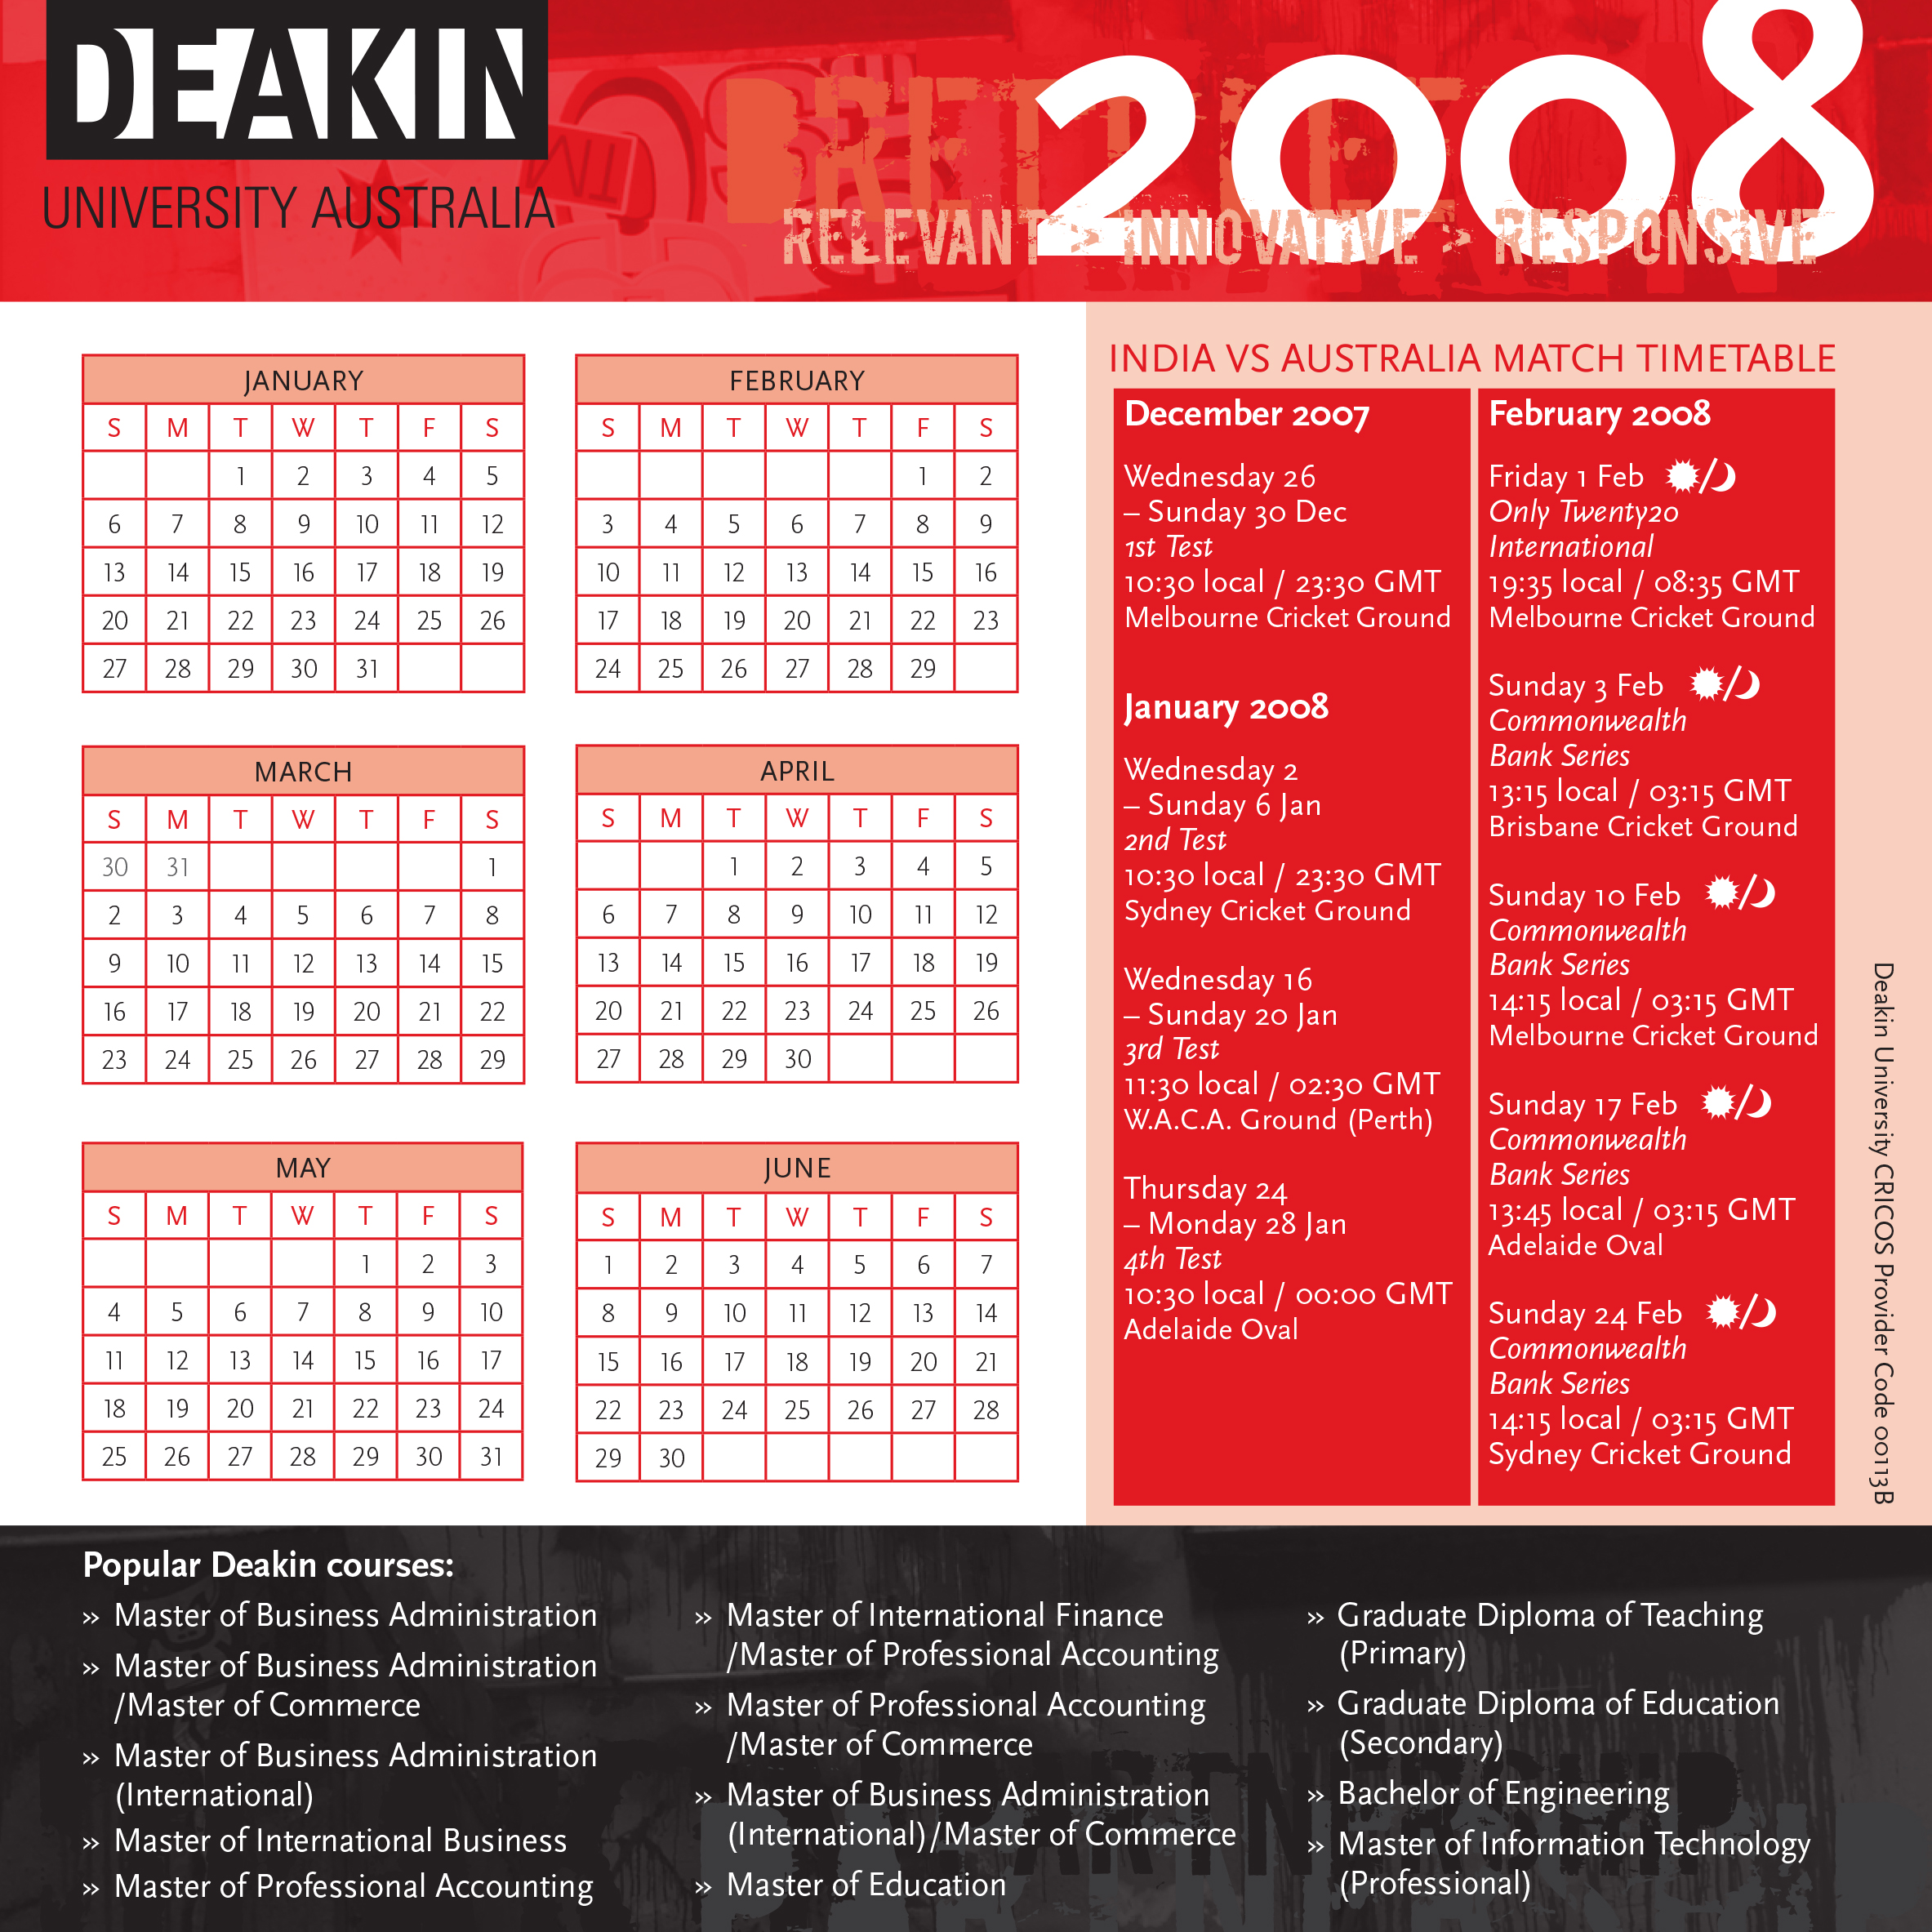 DEAKIN
UNIVERSITY AUSTRALIA
2008
RELEVANT > INNOVATIVE > RESPONSIVE
JANUARY
S M T W T F S
1 2 3 4 5
6 7 8 9 10 11 12
13 14 15 16 17 18 19
20 21 22 23 24 25 26
27 28 29 30 31
FEBRUARY
S M T W T F S
1 2
3 4 5 6 7 8 9
10 11 12 13 14 15 16
17 18 19 20 21 22 23
24 25 26 27 28 29
MARCH
S M T W T F S
30 31 1
2 3 4 5 6 7 8
9 10 11 12 13 14 15
16 17 18 19 20 21 22
23 24 25 26 27 28 29
APRIL
S M T W T F S
1 2 3 4 5
6 7 8 9 10 11 12
13 14 15 16 17 18 19
20 21 22 23 24 25 26
27 28 29 30
MAY
S M T W T F S
1 2 3
4 5 6 7 8 9 10
11 12 13 14 15 16 17
18 19 20 21 22 23 24
25 26 27 28 29 30 31
JUNE
S M T W T F S
1 2 3 4 5 6 7
8 9 10 11 12 13 14
15 16 17 18 19 20 21
22 23 24 25 26 27 28
29 30
INDIA VS AUSTRALIA MATCH TIMETABLE
December 2007
Wednesday 26
– Sunday 30 Dec
1st Test
10:30 local / 23:30 GMT
Melbourne Cricket Ground
January 2008
Wednesday 2
– Sunday 6 Jan
2nd Test
10:30 local / 23:30 GMT
Sydney Cricket Ground
Wednesday 16
– Sunday 20 Jan
3rd Test
11:30 local / 02:30 GMT
W.A.C.A. Ground (Perth)
Thursday 24
– Monday 28 Jan
4th Test
10:30 local / 00:00 GMT
Adelaide Oval
February 2008
Friday 1 Feb
Only Twenty20
International
19:35 local / 08:35 GMT
Melbourne Cricket Ground
Sunday 3 Feb
Commonwealth
Bank Series
13:15 local / 03:15 GMT
Brisbane Cricket Ground
Sunday 10 Feb
Commonwealth
Bank Series
14:15 local / 03:15 GMT
Melbourne Cricket Ground
Sunday 17 Feb
Commonwealth
Bank Series
13:45 local / 03:15 GMT
Adelaide Oval
Sunday 24 Feb
Commonwealth
Bank Series
14:15 local / 03:15 GMT
Sydney Cricket Ground
Deakin University CRICOS Provider Code 00113B
Popular Deakin courses:
» Master of Business Administration
» Master of Business Administration
/Master of Commerce
» Master of Business Administration
(International)
» Master of International Business
» Master of Professional Accounting
» Master of International Finance
/Master of Professional Accounting
» Master of Professional Accounting
/Master of Commerce
» Master of Business Administration
(International)/Master of Commerce
» Master of Education
» Graduate Diploma of Teaching
(Primary)
» Graduate Diploma of Education
(Secondary)
» Bachelor of Engineering
» Master of Information Technology
(Professional)